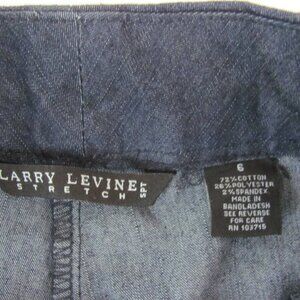 LARRY LEVINE
STRETCH
SPT
6
72%COTTON
26%POLYESTER
2%SPANDEX
MADE IN
BANGLADESH
SEE REVERSE
FOR CARE
RN 103715